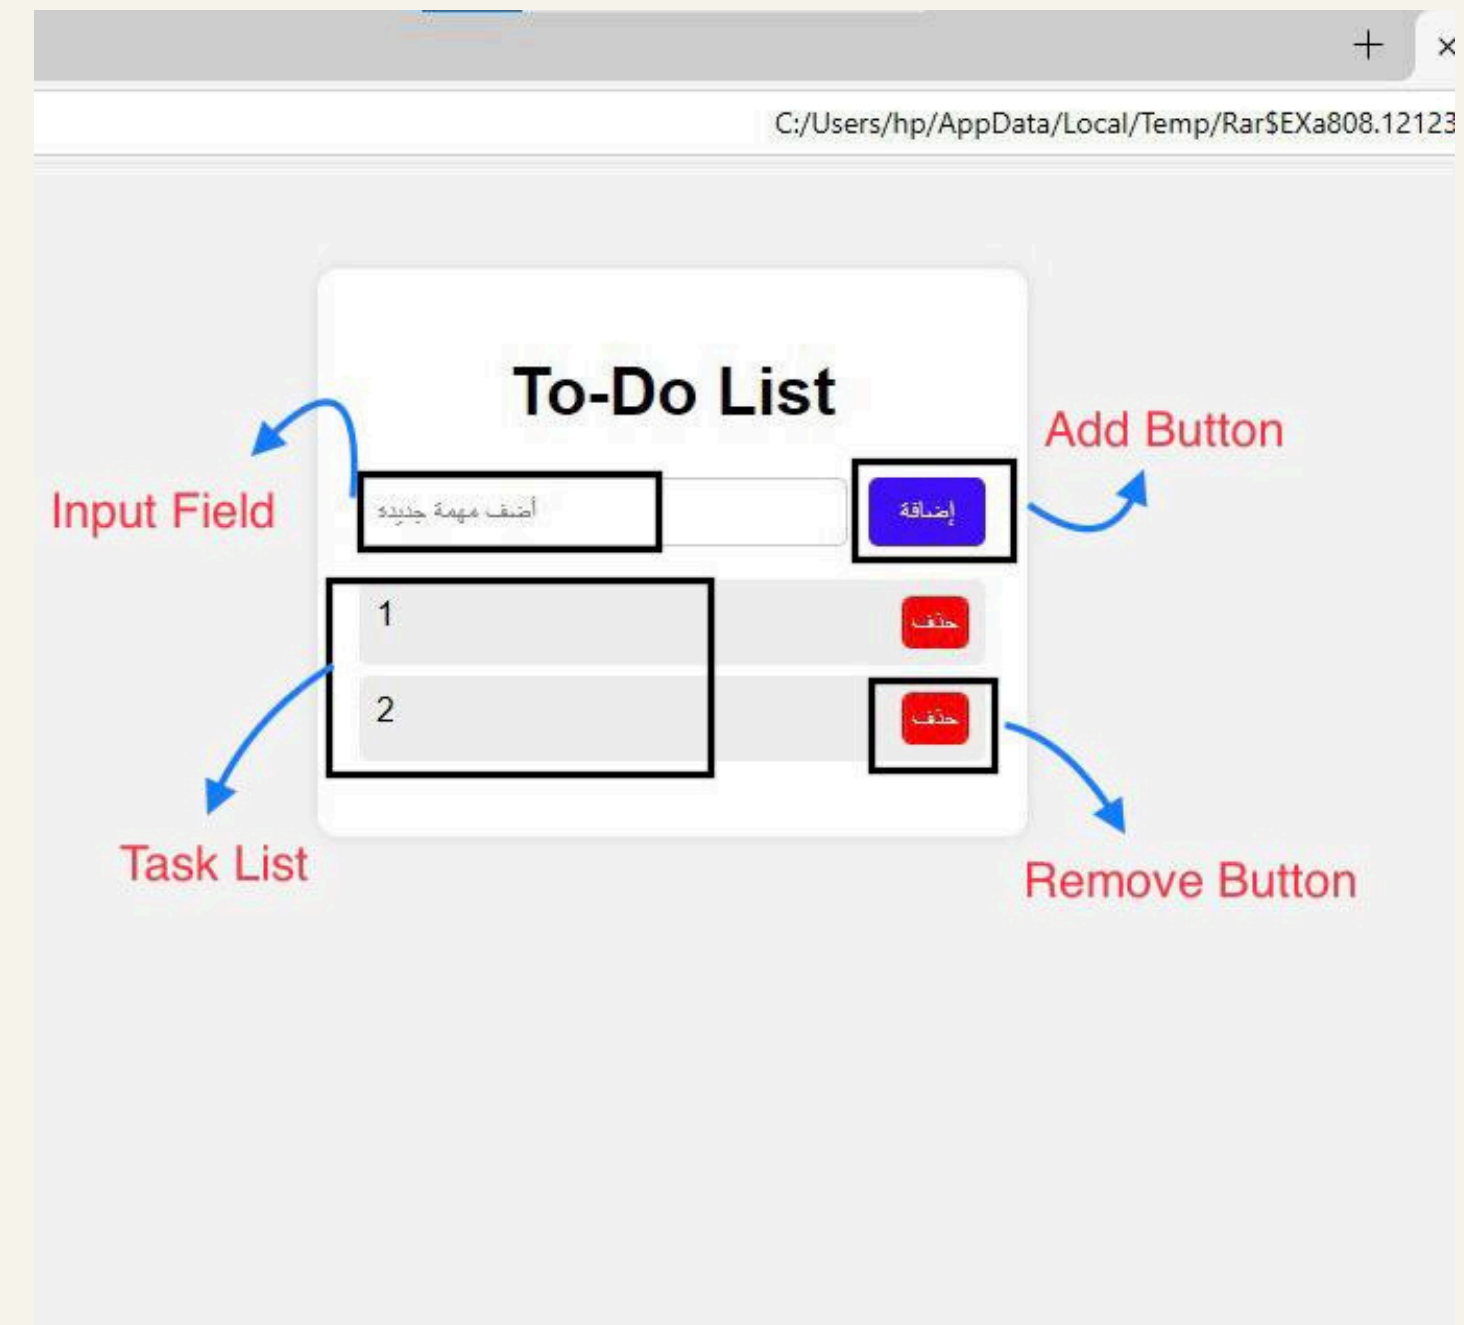 C:/Users/hp/AppData/Local/Temp/Rar$EXa808.12123
To-Do List
Add Button
Input Field
أضف مهمة جديده
إضافة
1
حذف
2
حذف
Task List
Remove Button